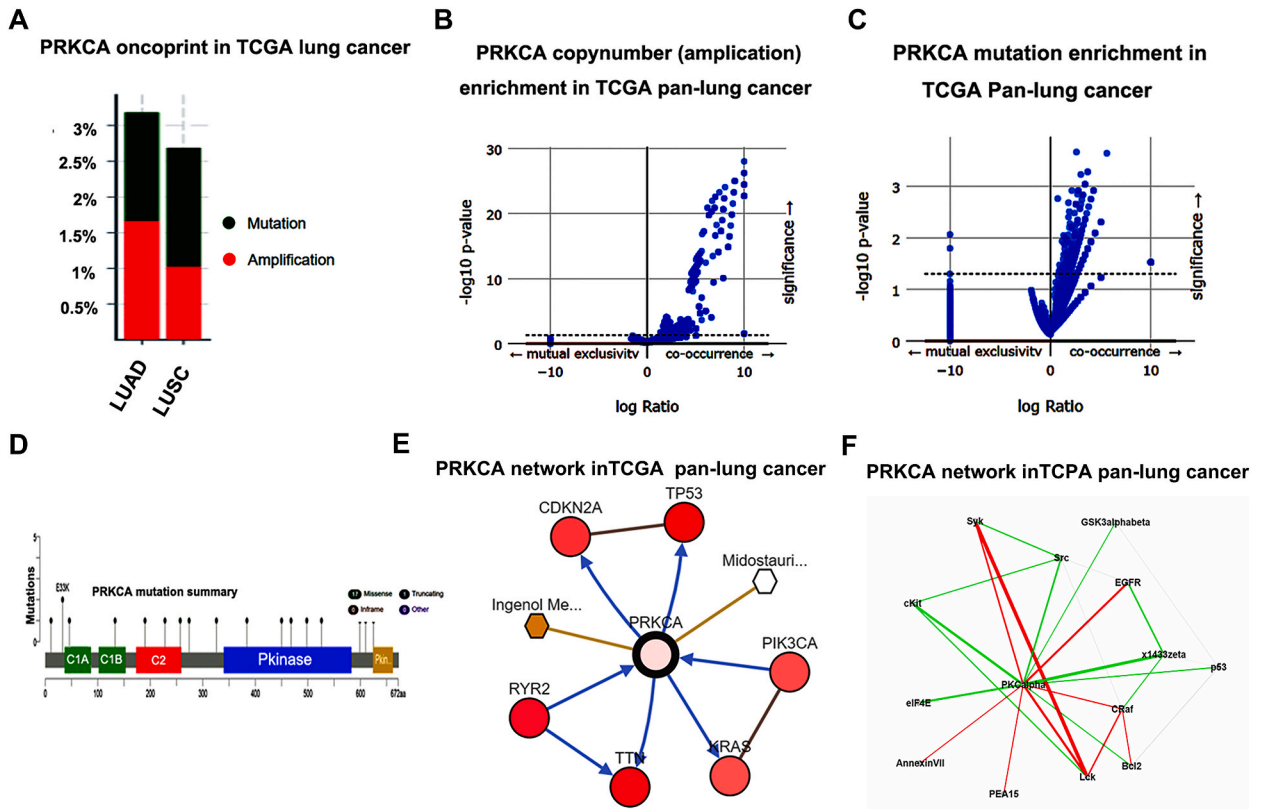 A
PRKCA oncoprint in TCGA lung cancer
3%
2.5%
2%
1.5%
1%
0.5%
Mutation
Amplification
LUAD
LUSC
B
PRKCA copynumber (amplication)
enrichment in TCGA pan-lung cancer
30
20
10
0
-log10 p-value
significance →
← mutual exclusivity
co-occurrence →
−10
0
10
log Ratio
C
PRKCA mutation enrichment in
TCGA Pan-lung cancer
3
2
1
0
-log10 p-value
significance →
← mutual exclusivity
co-occurrence →
−10
0
10
log Ratio
D
5
0
Mutations
E33K
PRKCA mutation summary
17 Missense
1 Truncating
0 Inframe
0 Other
C1A
C1B
C2
Pkinase
Pkin...
0
100
200
300
400
500
600
672aa
E
PRKCA network inTCGA pan-lung cancer
CDKN2A
TP53
Midostauri...
Ingenol Me...
PRKCA
PIK3CA
RYR2
TTN
KRAS
F
PRKCA network inTCPA pan-lung cancer
Syk
GSK3alphabeta
Src
EGFR
cKit
x1433zeta
p53
PKCalpha
eIF4E
CRaf
AnnexinVII
Bcl2
Lck
PEA15